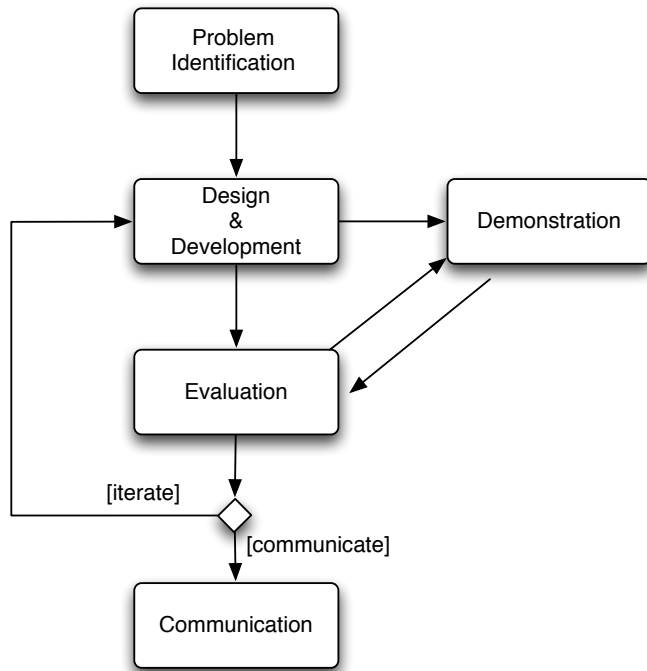 Problem
Identification
Design
&
Development
Demonstration
Evaluation
[iterate]
[communicate]
Communication